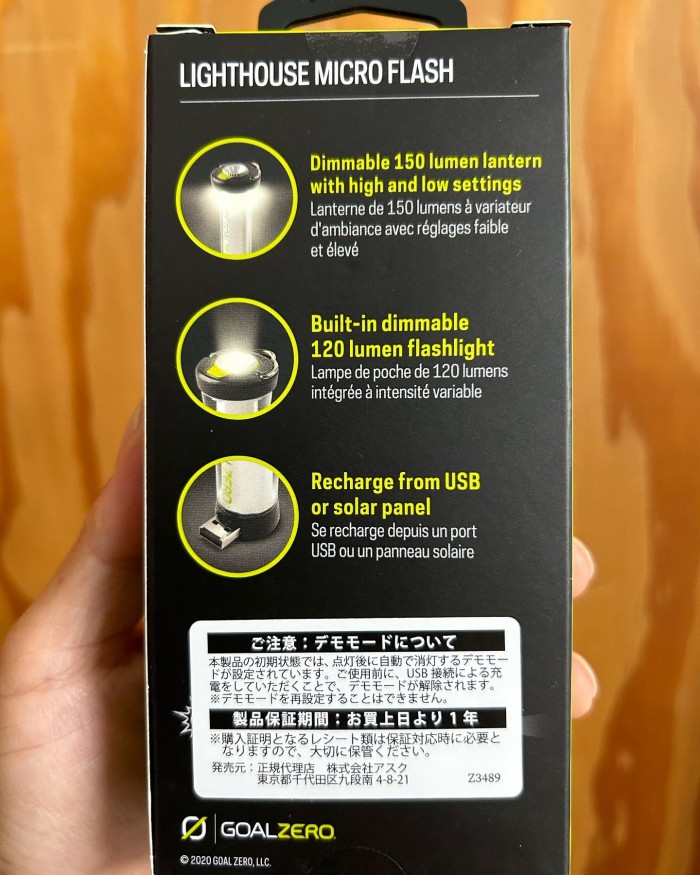 LIGHTHOUSE MICRO FLASH
Dimmable 150 lumen lantern
with high and low settings
Lanterne de 150 lumens à variateur
d'ambiance avec réglages faible
et élevé
Built-in dimmable
120 lumen flashlight
Lampe de poche de 120 lumens
intégrée à intensité variable
Recharge from USB
or solar panel
Se recharge depuis un port
USB ou un panneau solaire
ご注意：デモモードについて
本製品の初期状態では、点灯後に自動で消灯するデモモー
ドが設定されています。ご使用前に、USB 接続による充
電をしていただくことで、デモモードが解除されます。
※デモモードを再設定することはできません。
製品保証期間：お買上日より1年
※購入証明となるレシート類は保証対応時に必要と
なりますので、大切に保管ください。
発売元：正規代理店　株式会社アスク
東京都千代田区九段南 4-8-21　Z3489
GOALZERO.
© 2020 GOAL ZERO, LLC.